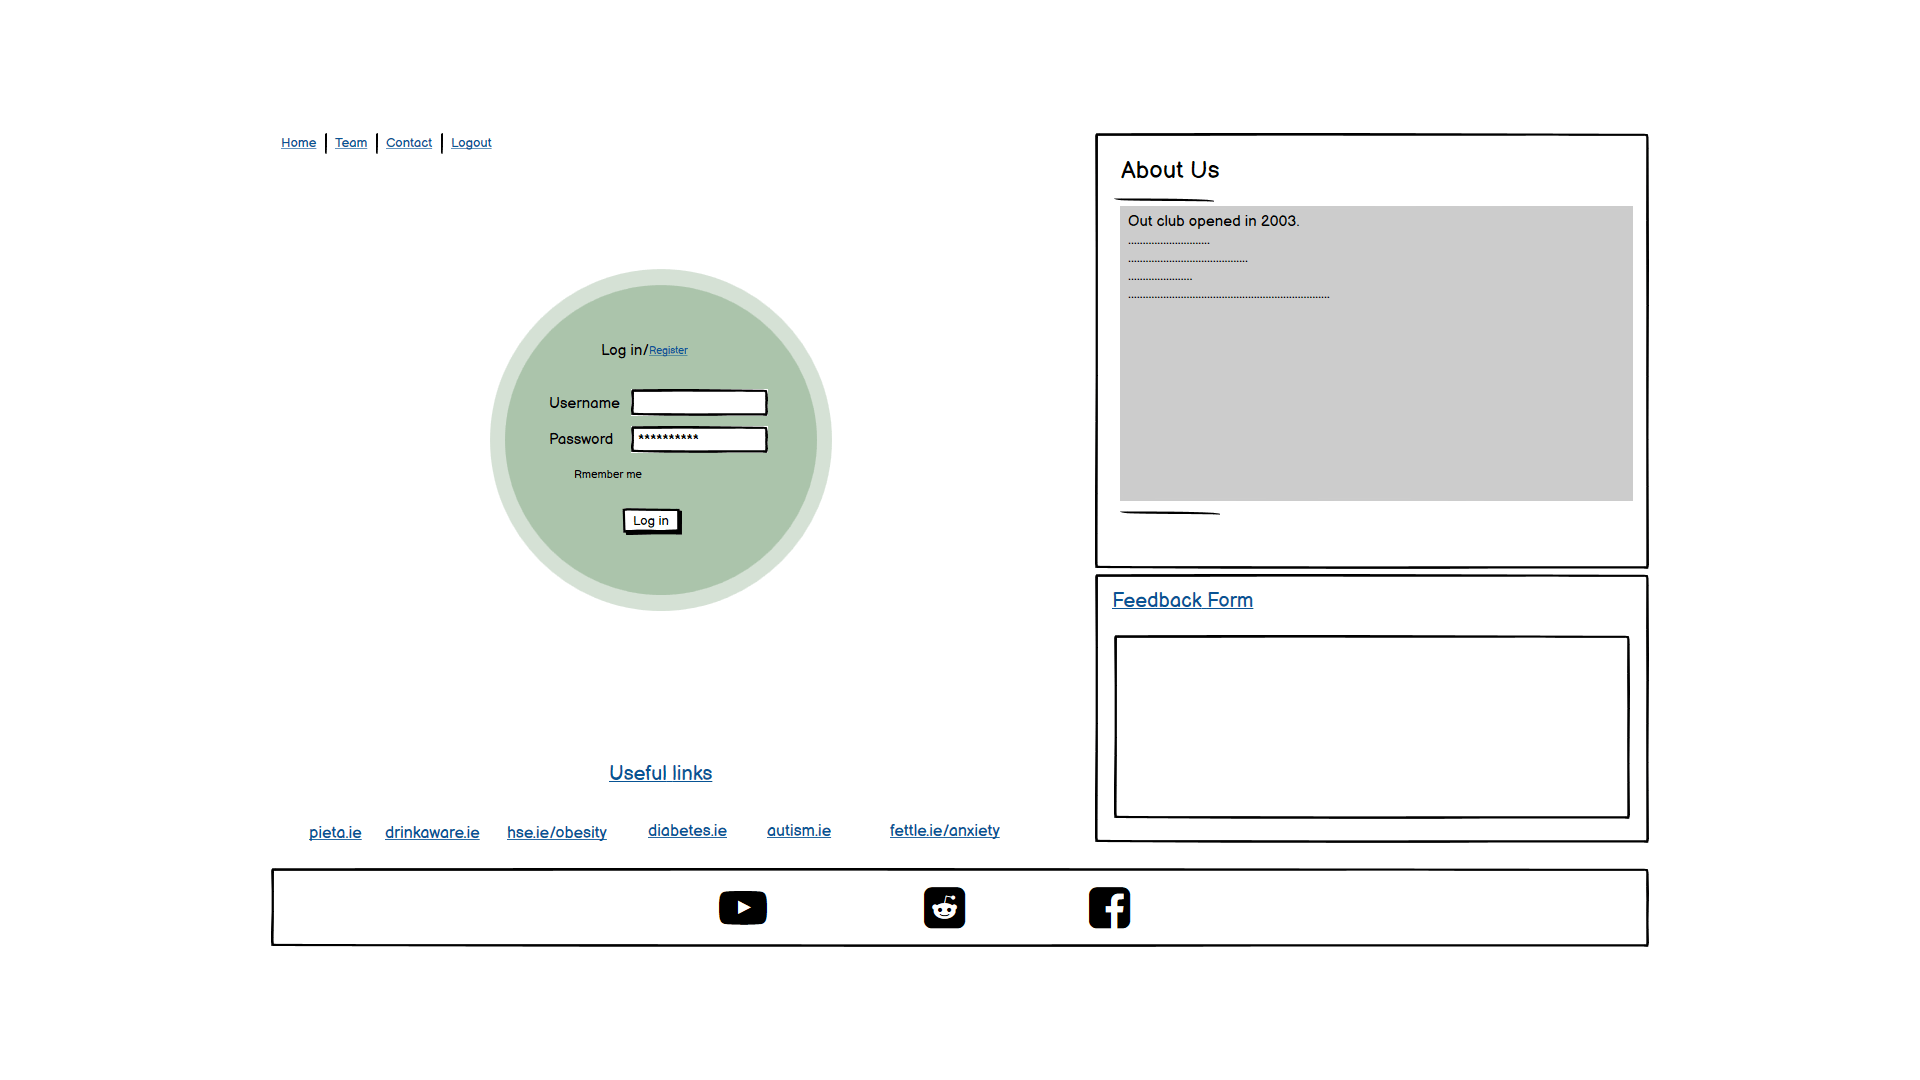 Home | Team | Contact | Logout
Log in/Register
Username
Password **********
Rmember me
Log in
Useful links
pieta.ie drinkaware.ie hse.ie/obesity diabetes.ie autism.ie fettle.ie/anxiety
About Us
Out club opened in 2003.
............................
.........................................
......................
.....................................................................
Feedback Form